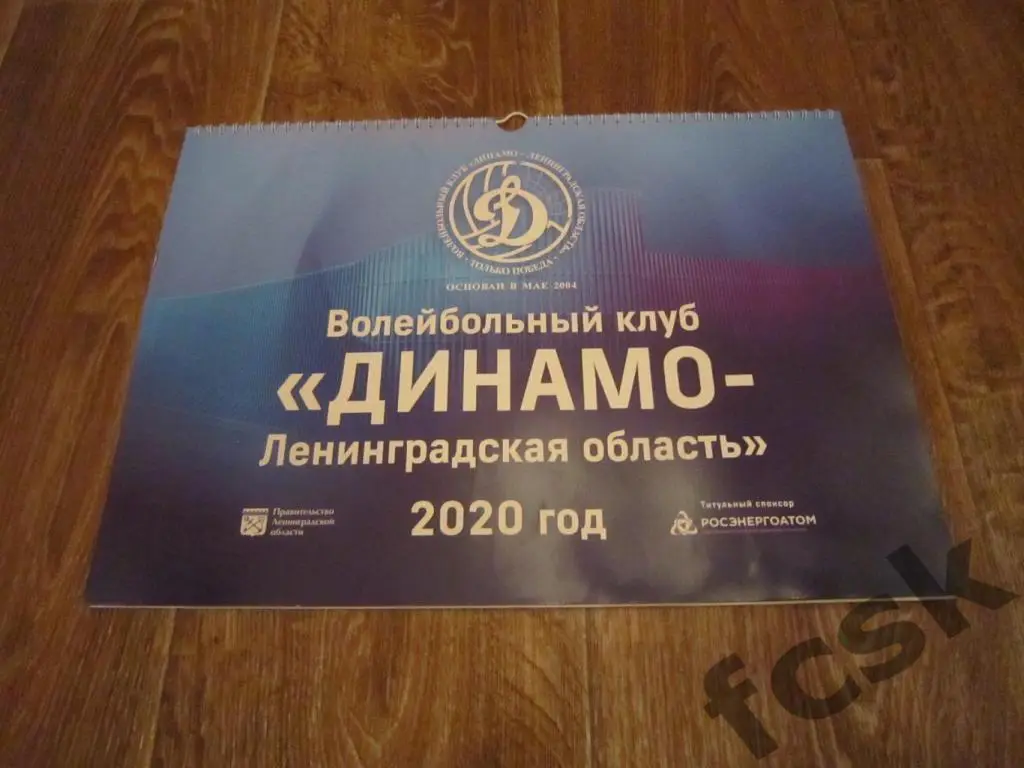 ВОЛЕЙБОЛЬНЫЙ КЛУБ «ДИНАМО - ЛЕНИНГРАДСКАЯ ОБЛАСТЬ»
· ТОЛЬКО ПОБЕДА ·
ОСНОВАН В МАЕ 2004
Волейбольный клуб
«ДИНАМО-
Ленинградская область»
Правительство
Ленинградской
области
2020 год
Титульный спонсор
РОСЭНЕРГОАТОМ
fcsk